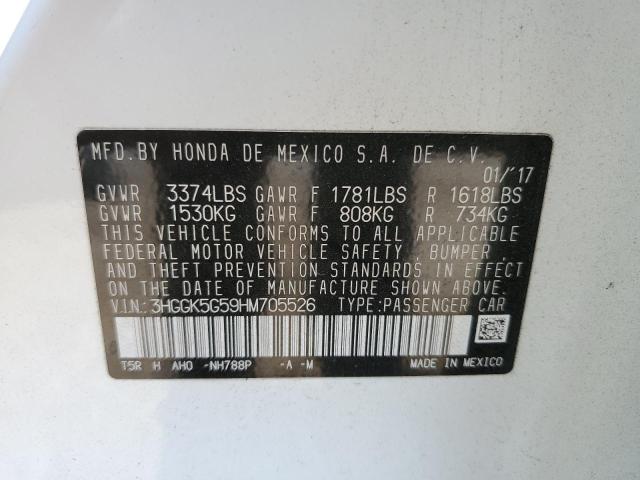 MFD.BY HONDA DE MEXICO S.A. DE C.V.
01/'17
GVWR 3374LBS GAWR F 1781LBS R 1618LBS
GVWR 1530KG GAWR F 808KG R 734KG
THIS VEHICLE CONFORMS TO ALL APPLICABLE
FEDERAL MOTOR VEHICLE SAFETY , BUMPER ,
AND THEFT PREVENTION STANDARDS IN EFFECT
ON THE DATE OF MANUFACTURE SHOWN ABOVE.
V.I.N: 3HGGK5G59HM705526 TYPE:PASSENGER CAR
T5R H AHO -NH788P -A -M MADE IN MEXICO